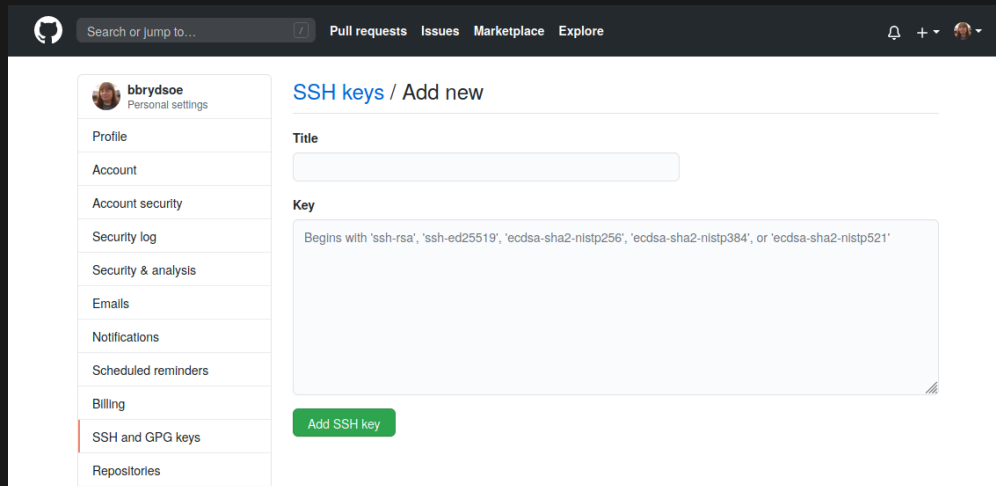 Search or jump to…
/
Pull requests Issues Marketplace Explore
bbrydsoe
Personal settings
Profile
Account
Account security
Security log
Security & analysis
Emails
Notifications
Scheduled reminders
Billing
SSH and GPG keys
Repositories
SSH keys / Add new
Title
Key
Begins with 'ssh-rsa', 'ssh-ed25519', 'ecdsa-sha2-nistp256', 'ecdsa-sha2-nistp384', or 'ecdsa-sha2-nistp521'
Add SSH key